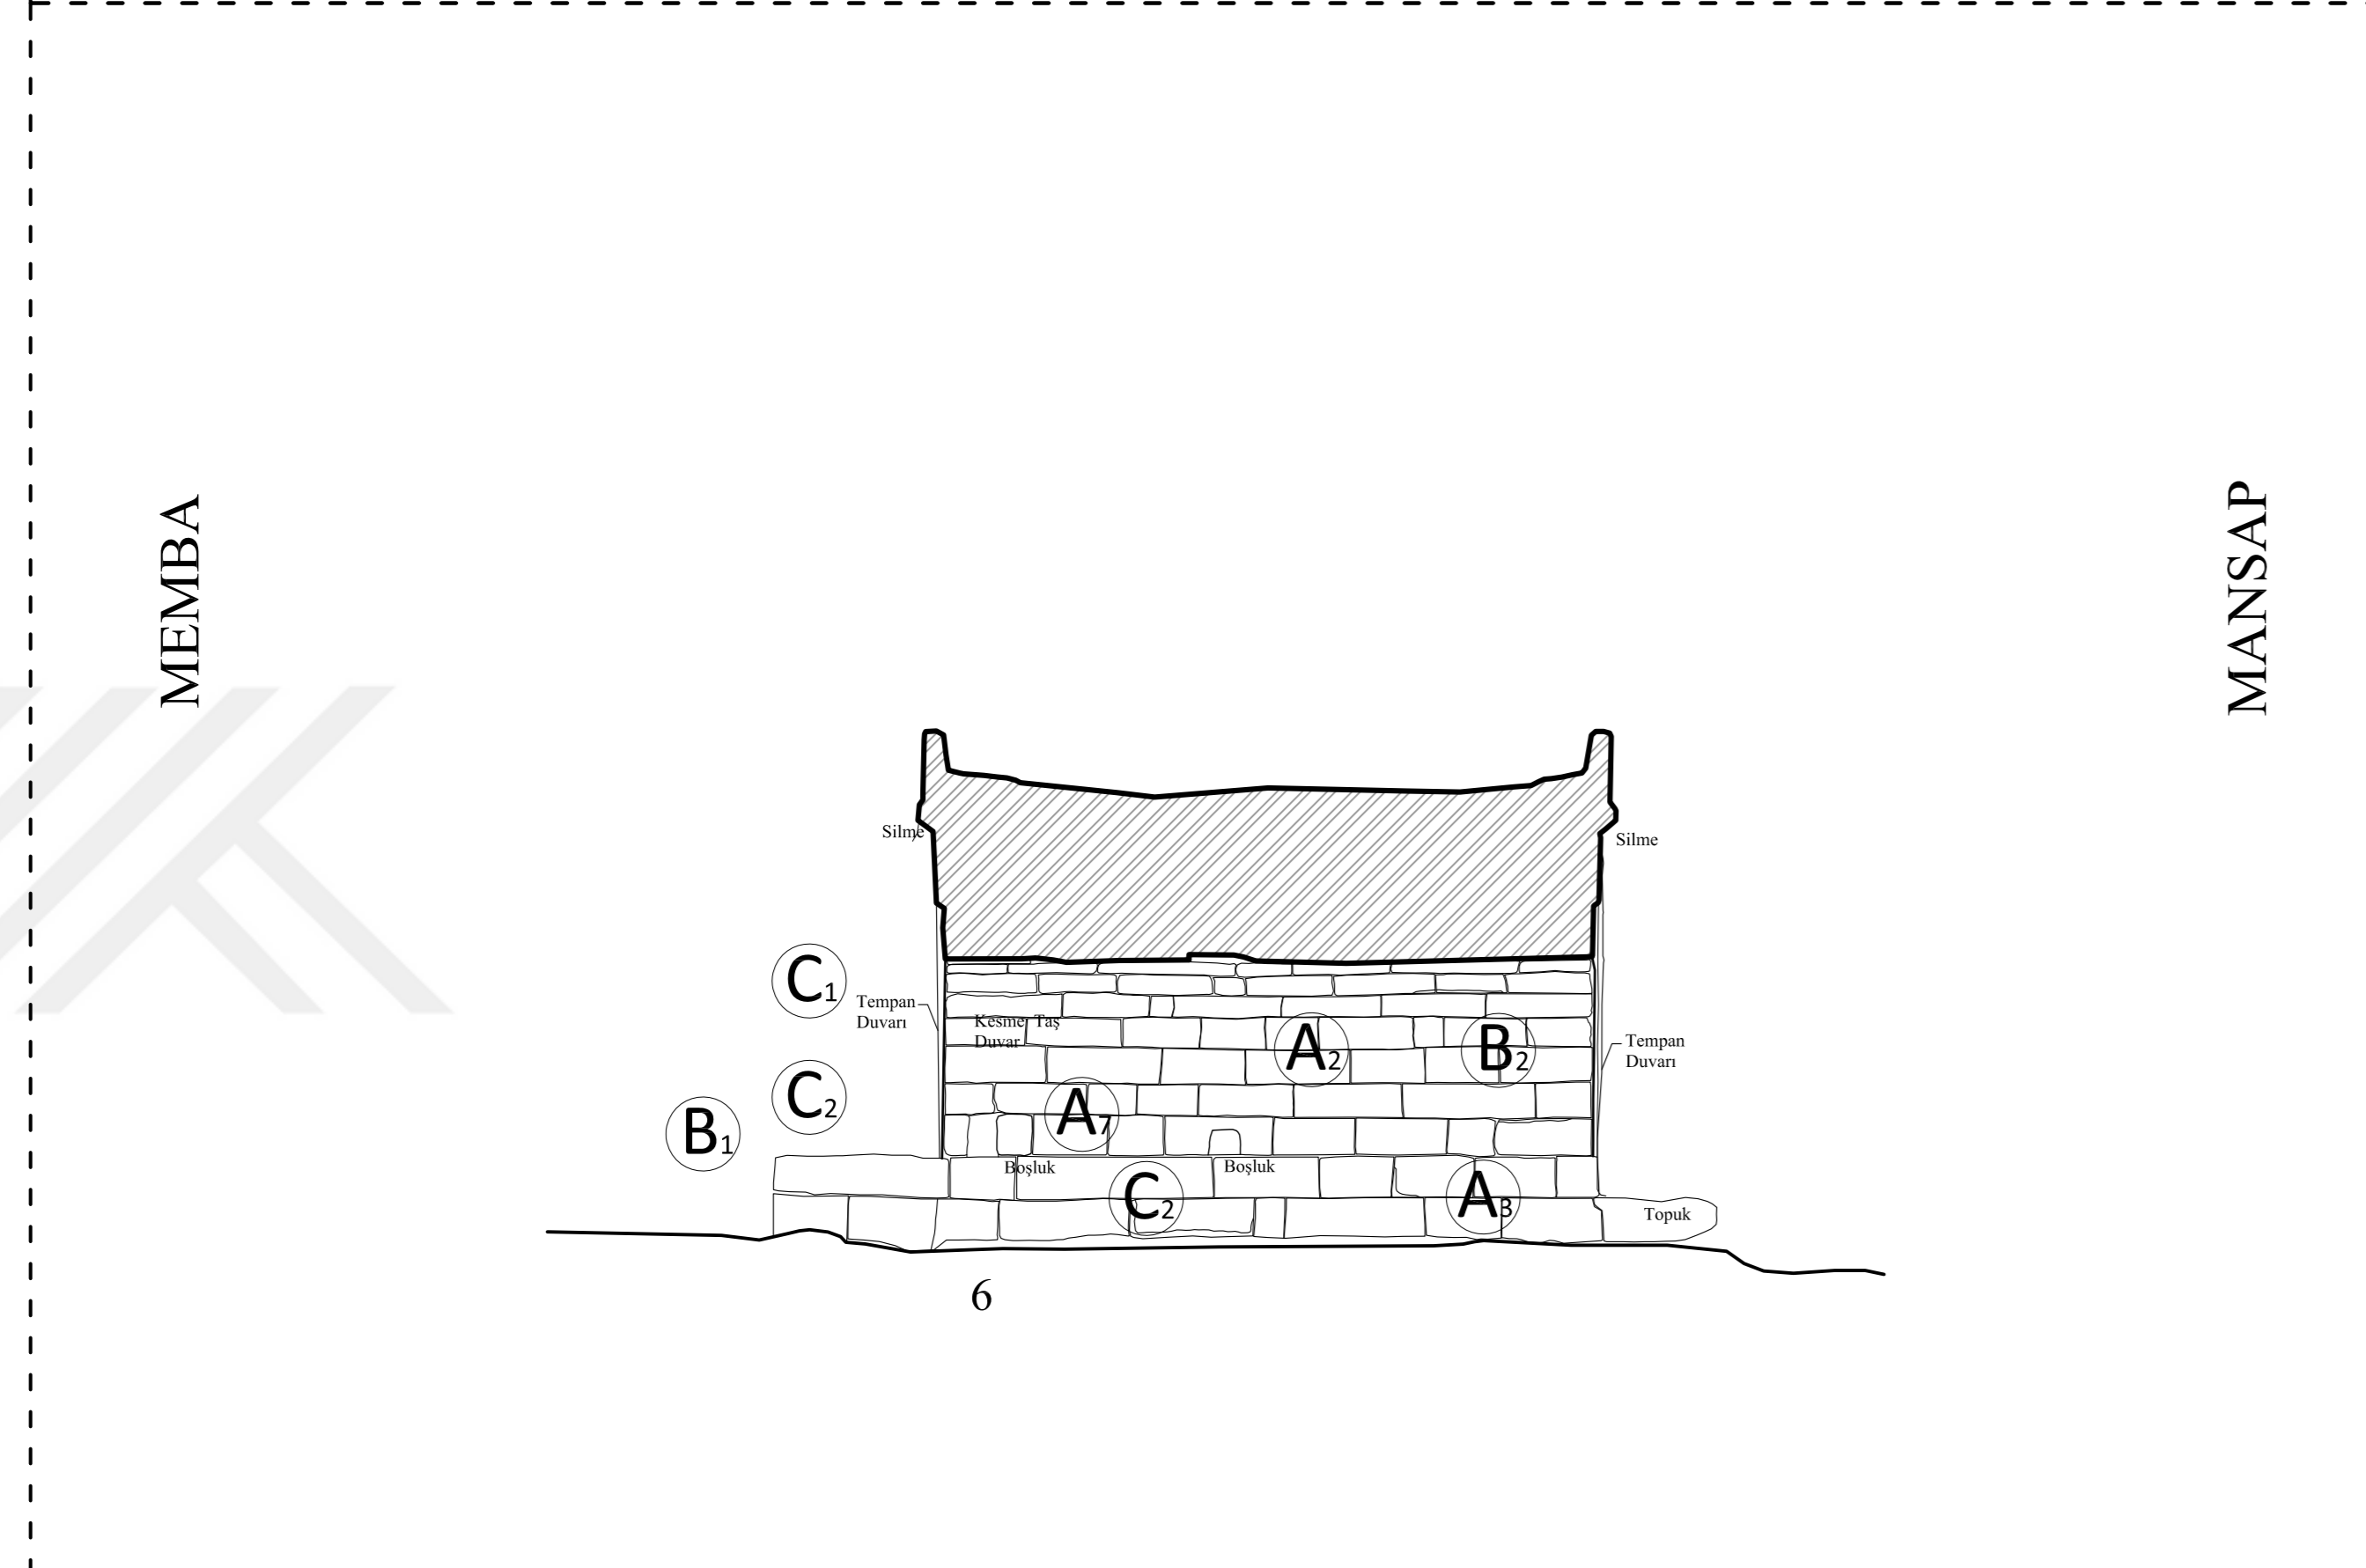 MEMBA
MANSAP
Silme
Silme
C1
Tempan
Duvarı
Kesme Taş
Duvar
A2
B2
Tempan
Duvarı
C2
A7
B1
Boşluk
Boşluk
C2
A3
Topuk
6